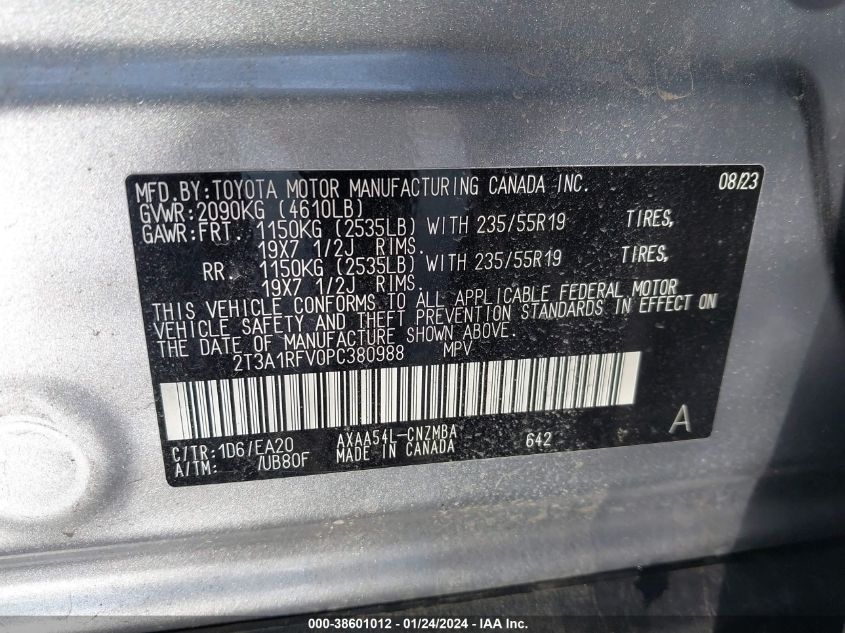 MFD.BY:TOYOTA MOTOR MANUFACTURING CANADA INC. 08/23
GVWR:2090KG (4610LB)
GAWR:FRT. 1150KG (2535LB) WITH 235/55R19 TIRES,
19X7 1/2J RIMS.
RR. 1150KG (2535LB) WITH 235/55R19 TIRES,
19X7 1/2J RIMS.
THIS VEHICLE CONFORMS TO ALL APPLICABLE FEDERAL MOTOR
VEHICLE SAFETY AND THEFT PREVENTION STANDARDS IN EFFECT ON
THE DATE OF MANUFACTURE SHOWN ABOVE.
2T3A1RFV0PC380988 MPV
A
C/TR:1D6/EA20 AXAA54L-CNZMBA 642
A/TM: /UB80F MADE IN CANADA
000-38601012 - 01/24/2024 - IAA Inc.